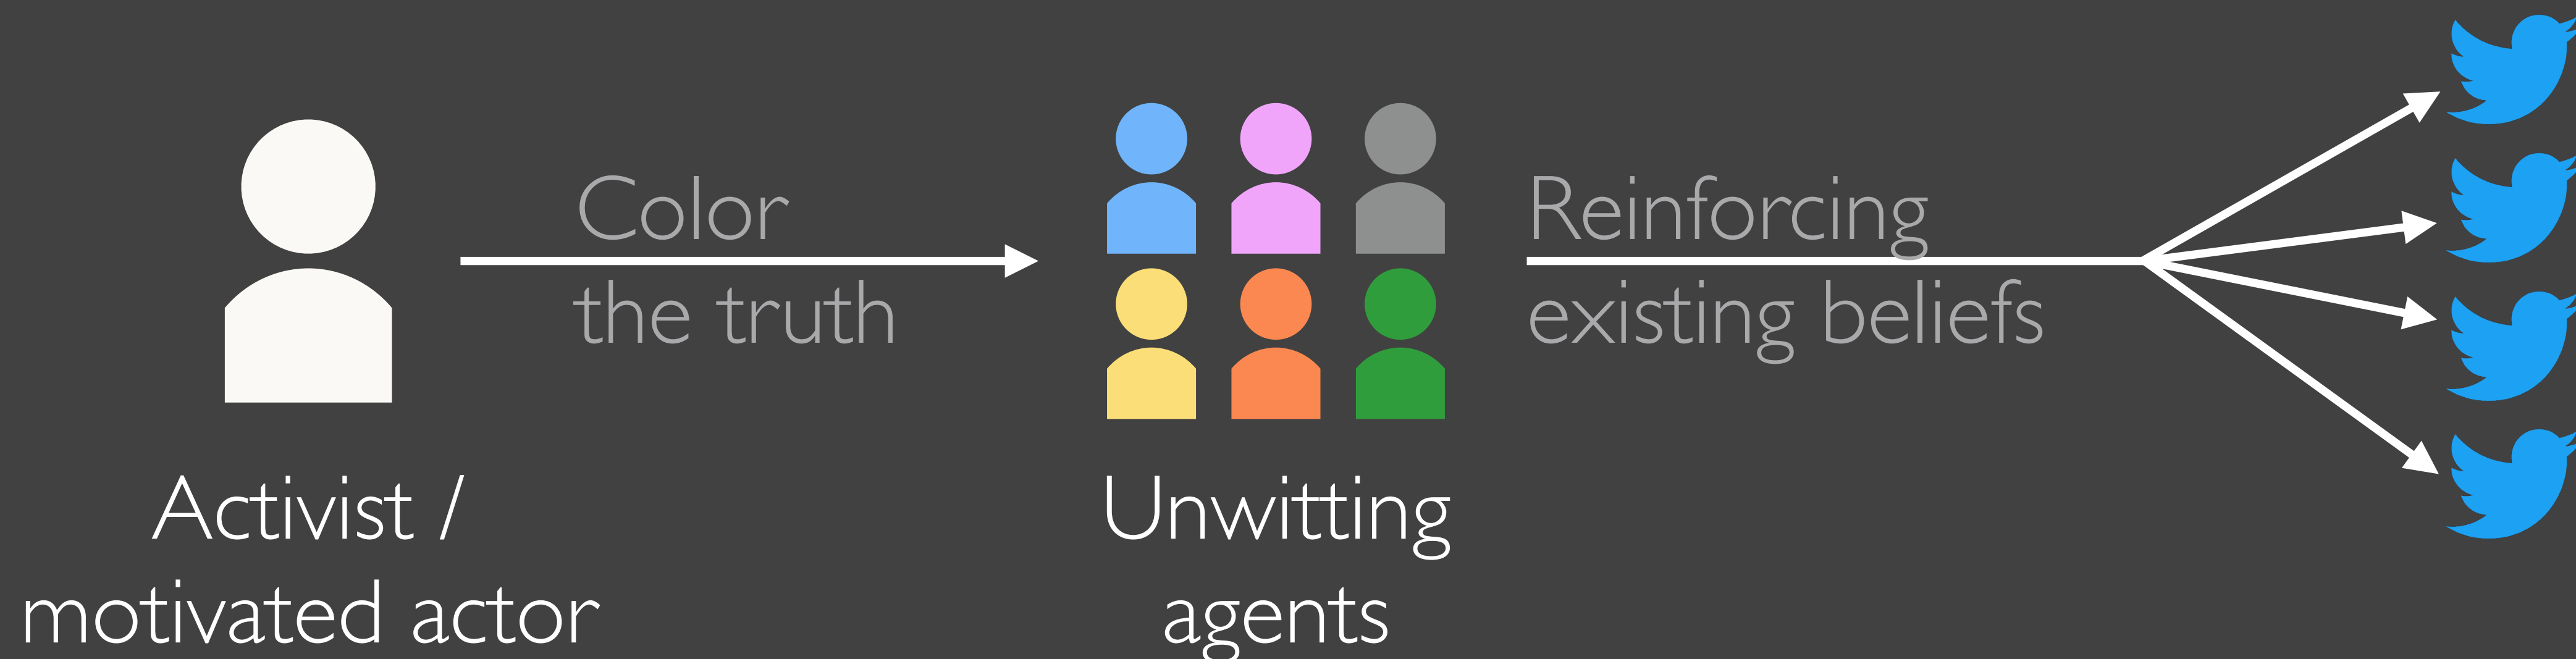 Color
the truth
Reinforcing
existing beliefs
Activist /
motivated actor
Unwitting
agents